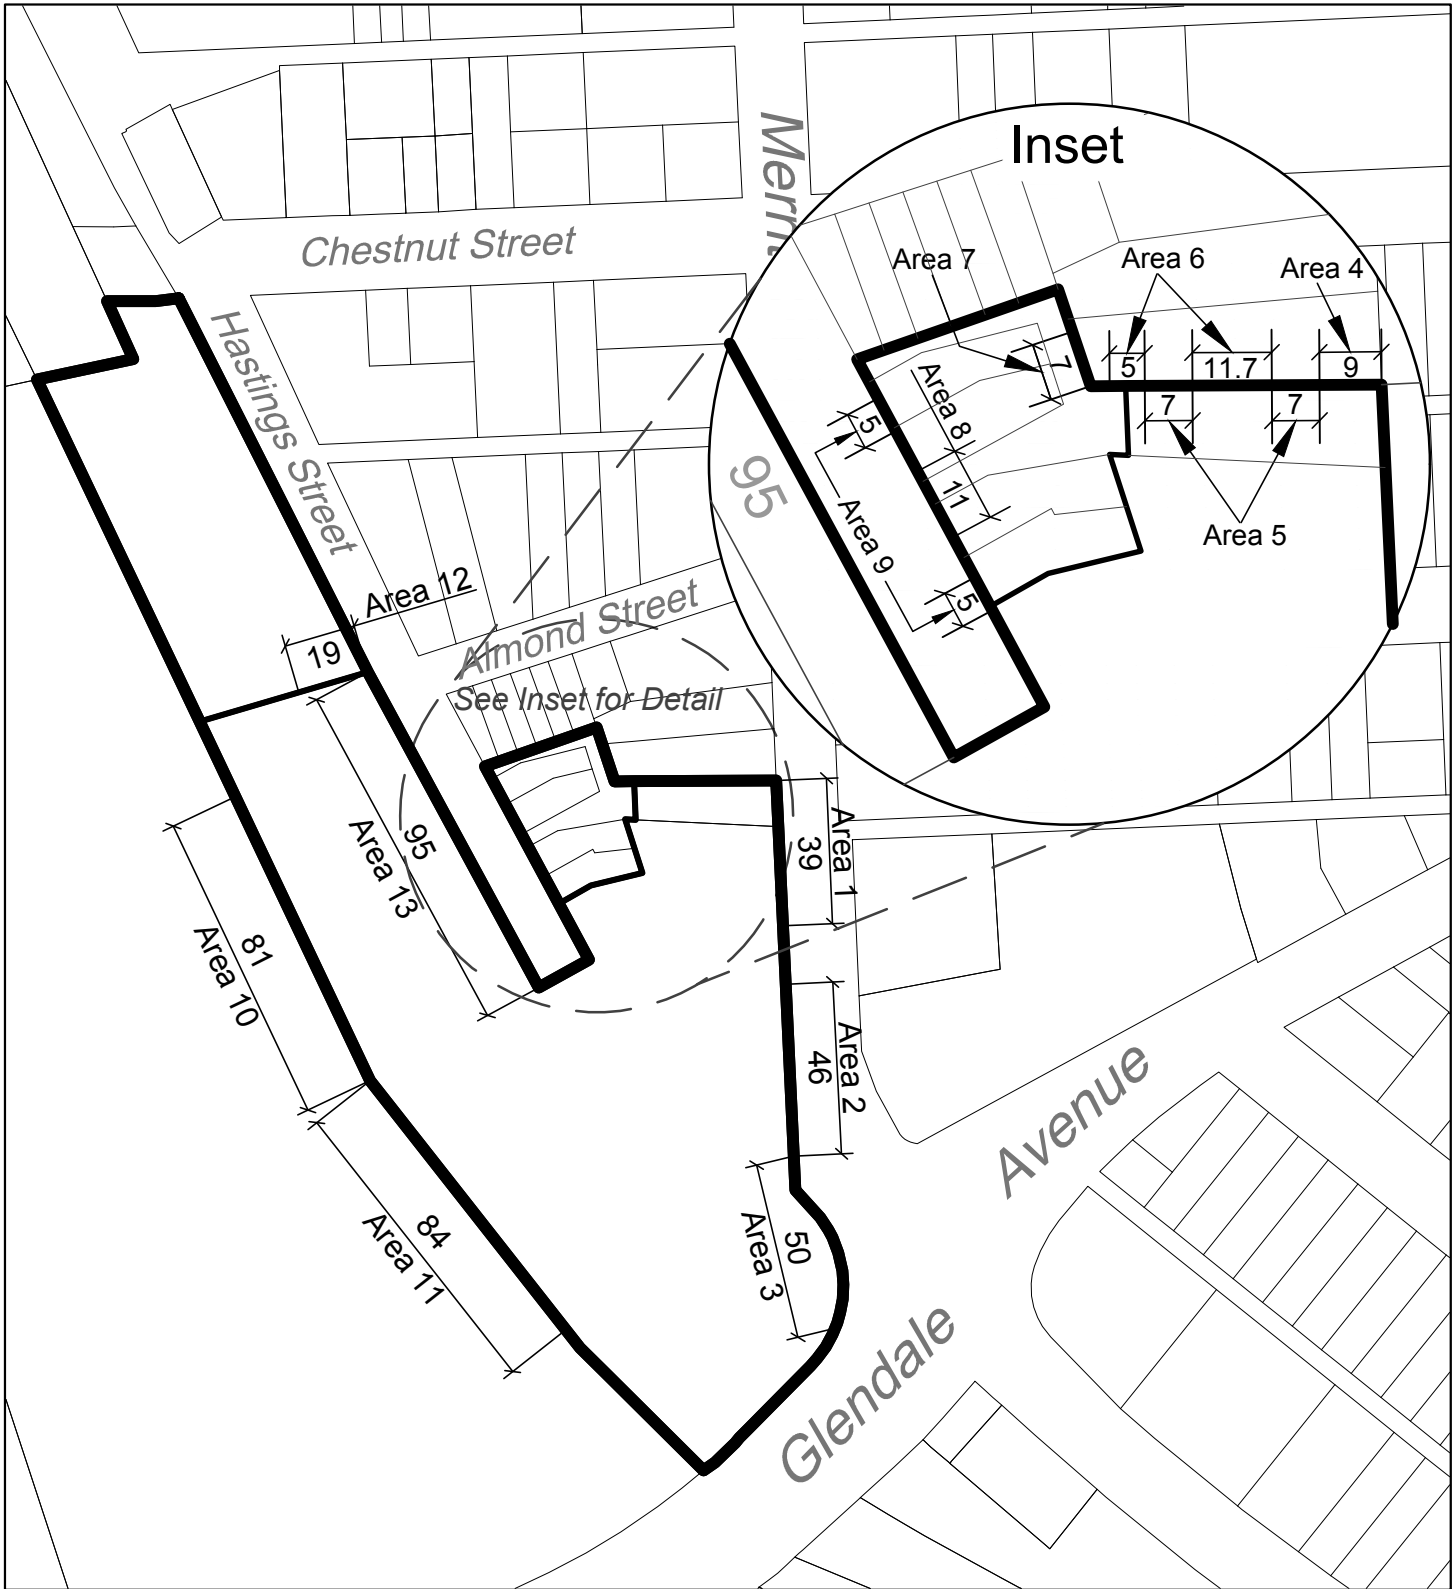 Inset
Chestnut Street
Area 7
Area 6
Area 4
5
11.7
9
7
7
7
Area 5
Area 8
11
5
Area 9
5
95
Hastings Street
Area 12
19
Almond Street
See Inset for Detail
95
Area 13
Area 1
39
81
Area 10
Area 2
46
Avenue
84
Area 11
50
Area 3
Glendale